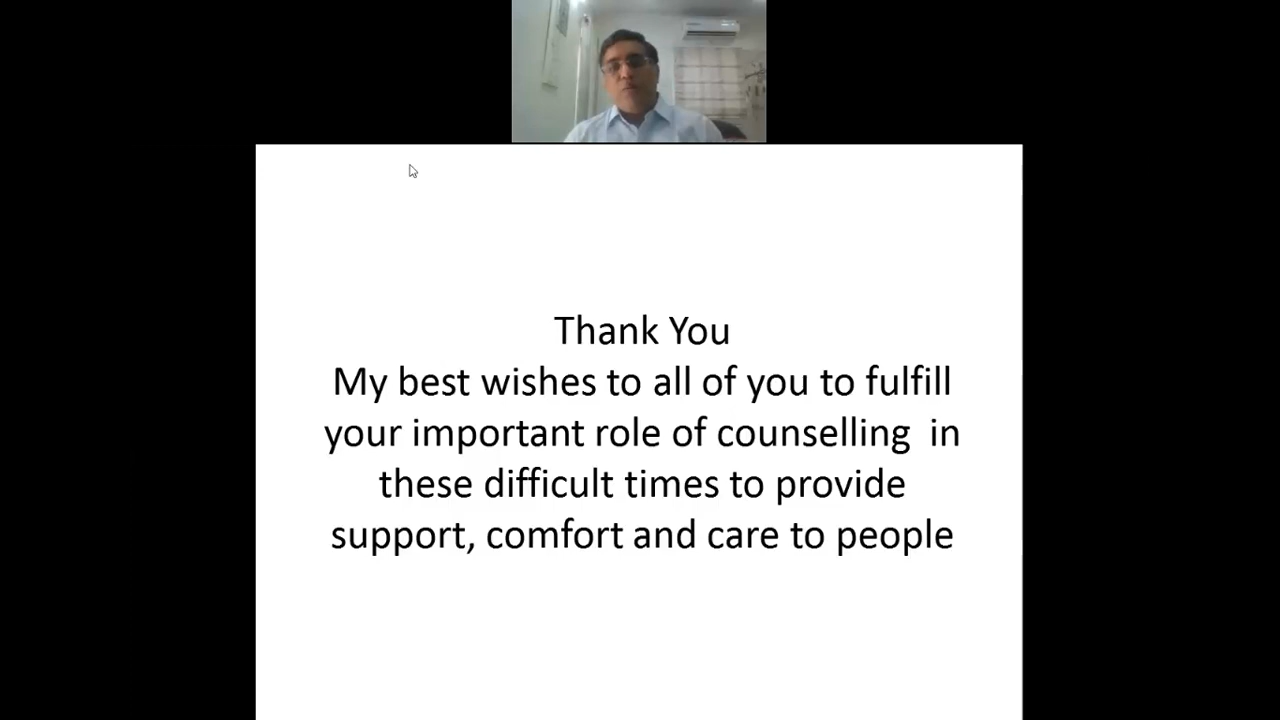 Thank You
My best wishes to all of you to fulfill
your important role of counselling  in
these difficult times to provide
support, comfort and care to people